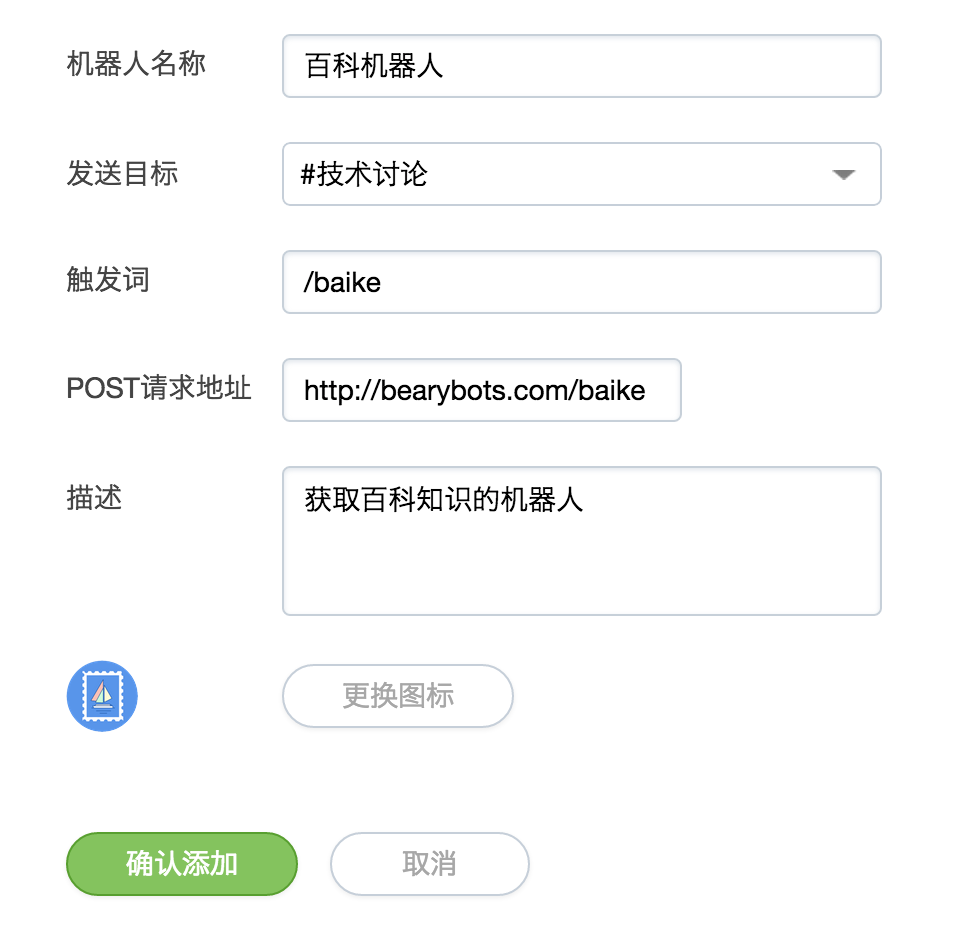 机器人名称
百科机器人
发送目标
#技术讨论
触发词
/baike
POST请求地址
http://bearybots.com/baike
描述
获取百科知识的机器人
更换图标
确认添加
取消